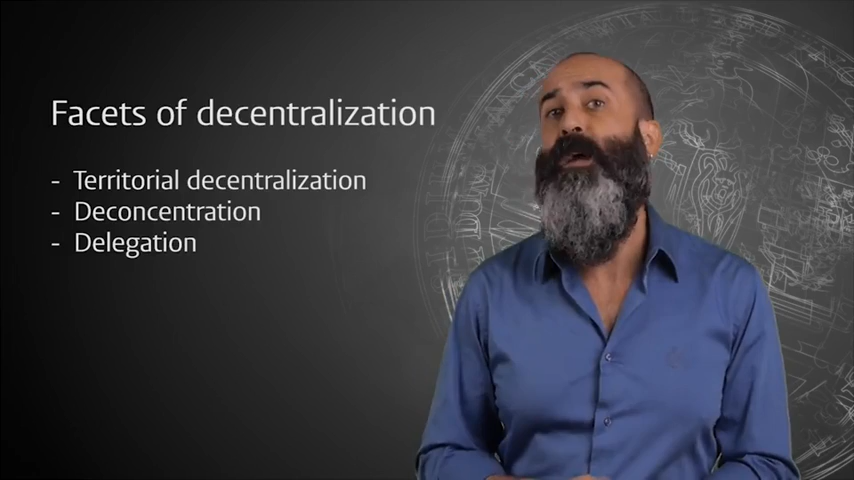 Facets of decentralization
- Territorial decentralization
- Deconcentration
- Delegation